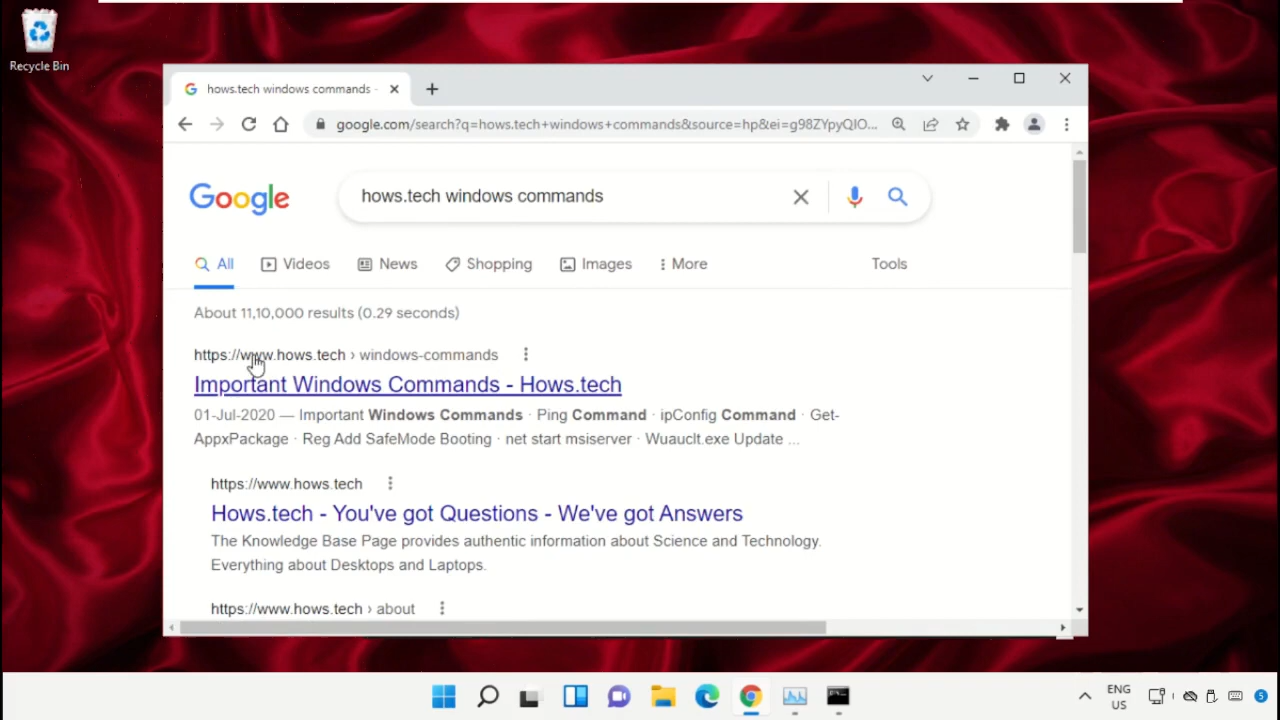 Recycle Bin
hows.tech windows commands -
google.com/search?q=hows.tech+windows+commands&source=hp&ei=g98ZYpyQIO...
Google
hows.tech windows commands
All Videos News Shopping Images More Tools
About 11,10,000 results (0.29 seconds)
https://www.hows.tech › windows-commands
Important Windows Commands - Hows.tech
01-Jul-2020 — Important Windows Commands · Ping Command · ipConfig Command · Get-
AppxPackage · Reg Add SafeMode Booting · net start msiserver · Wuauclt.exe Update ...
https://www.hows.tech
Hows.tech - You've got Questions - We've got Answers
The Knowledge Base Page provides authentic information about Science and Technology.
Everything about Desktops and Laptops.
https://www.hows.tech › about
ENG
US
5